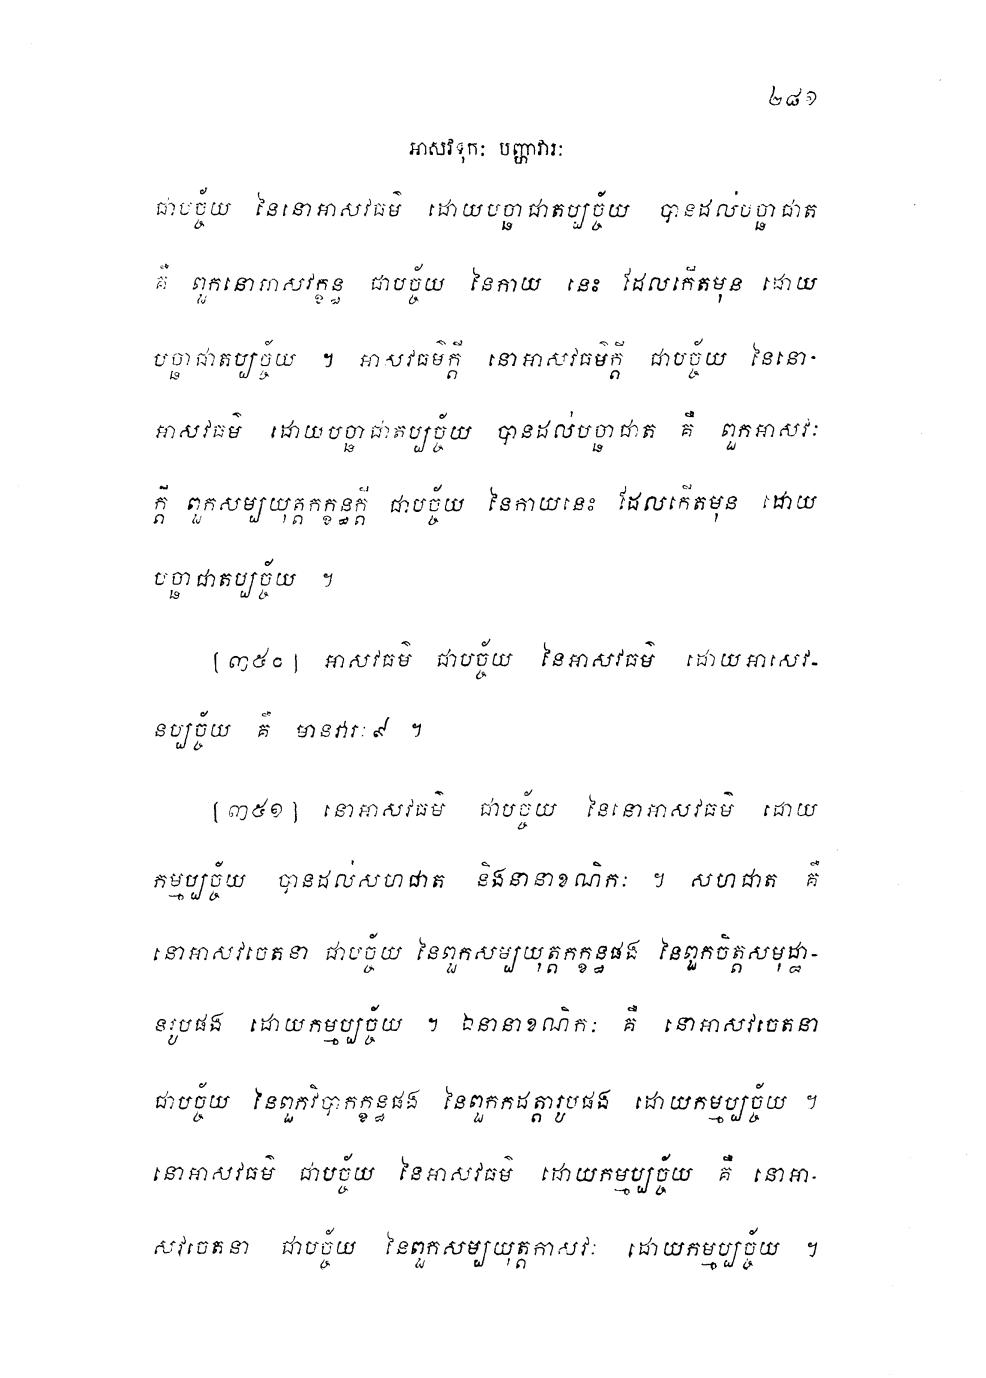 ២៨១
អាសវទុកៈ បញ្ហាវារៈ
ជាបច្ច័យ នៃនោអាសវធម៌ ដោយបច្ឆាជាតប្បច្ច័យ បានដល់បច្ឆាជាត
គឺ ពួកនោអាសវក្ខន្ធ ជាបច្ច័យ នៃកាយ នេះ ដែលកើតមុន ដោយ
បច្ឆាជាតប្បច្ច័យ ។ អាសវធម៌ក្តី នោអាសវធម៌ក្តី ជាបច្ច័យ នៃនោ-
អាសវធម៌ ដោយបច្ឆាជាតប្បច្ច័យ បានដល់បច្ឆាជាត គឺ ពួកអាសវៈ
ក្តី ពួកសម្បយុត្តកក្ខន្ធក្តី ជាបច្ច័យ នៃកាយនេះ ដែលកើតមុន ដោយ
បច្ឆាជាតប្បច្ច័យ ។
[៣៥០] អាសវធម៌ ជាបច្ច័យ នៃអាសវធម៌ ដោយអាសេវ-
នប្បច្ច័យ គឺ មានវារៈ ៩ ។
[៣៥១] នោអាសវធម៌ ជាបច្ច័យ នៃនោអាសវធម៌ ដោយ
កម្មប្បច្ច័យ បានដល់សហជាត និងនានាខណិកៈ ។ សហជាត គឺ
នោអាសវចេតនា ជាបច្ច័យ នៃពួកសម្បយុត្តកក្ខន្ធផង នៃពួកចិត្តសមុដ្ឋា-
នរូបផង ដោយកម្មប្បច្ច័យ ។ ឯនានាខណិកៈ គឺ នោអាសវចេតនា
ជាបច្ច័យ នៃពួកវិបាកក្ខន្ធផង នៃពួកកដត្តារូបផង ដោយកម្មប្បច្ច័យ ។
នោអាសវធម៌ ជាបច្ច័យ នៃអាសវធម៌ ដោយកម្មប្បច្ច័យ គឺ នោអា-
សវចេតនា ជាបច្ច័យ នៃពួកសម្បយុត្តកាសវៈ ដោយកម្មប្បច្ច័យ ។